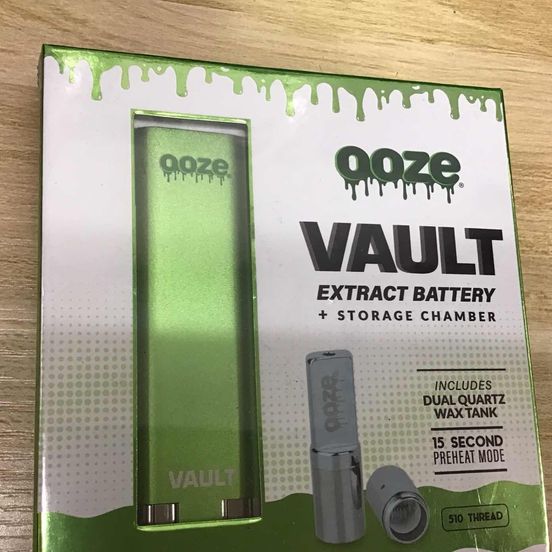 ooze
ooze®
VAULT
EXTRACT BATTERY
+ STORAGE CHAMBER
INCLUDES
DUAL QUARTZ
WAX TANK
15 SECOND
PREHEAT MODE
ooze
VAULT
510 THREAD